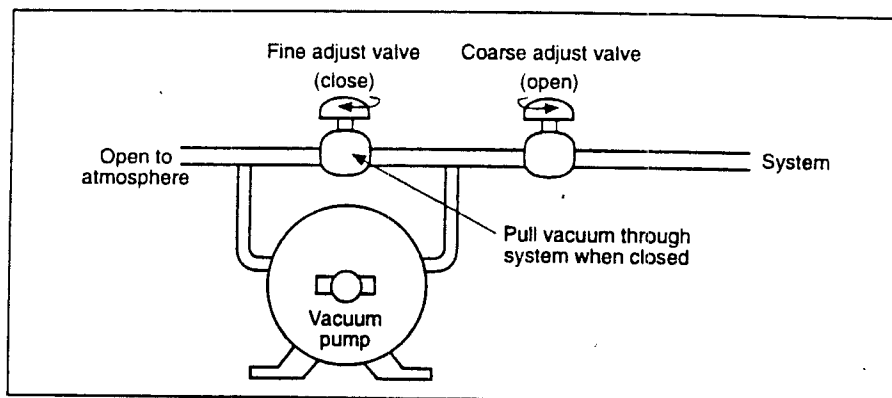 Fine adjust valve
(close)
Coarse adjust valve
(open)
Open to
atmosphere
System
Pull vacuum through
system when closed
Vacuum
pump